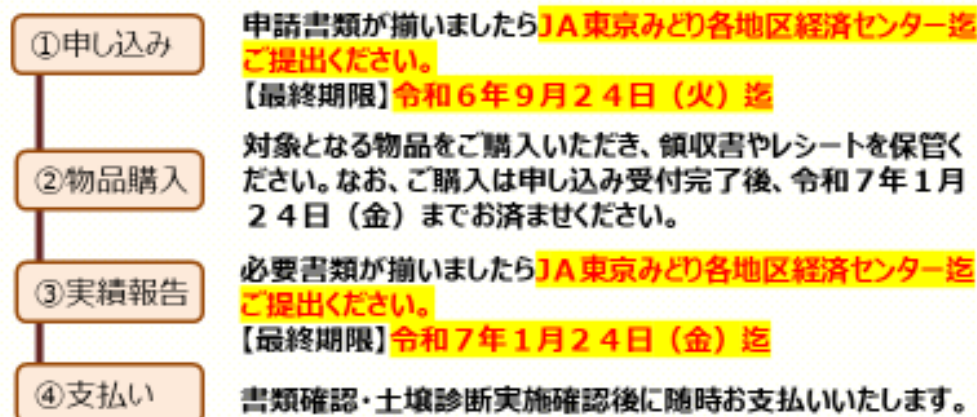 ①申し込み
申請書類が揃いましたらJA東京みどり各地区経済センター迄
ご提出ください。
【最終期限】令和6年9月24日（火）迄
②物品購入
対象となる物品をご購入いただき、領収書やレシートを保管く
ださい。なお、ご購入は申し込み受付完了後、令和7年1月
24日（金）までお済ませください。
③実績報告
必要書類が揃いましたらJA東京みどり各地区経済センター迄
ご提出ください。
【最終期限】令和7年1月24日（金）迄
④支払い
書類確認・土壌診断実施確認後に随時お支払いいたします。